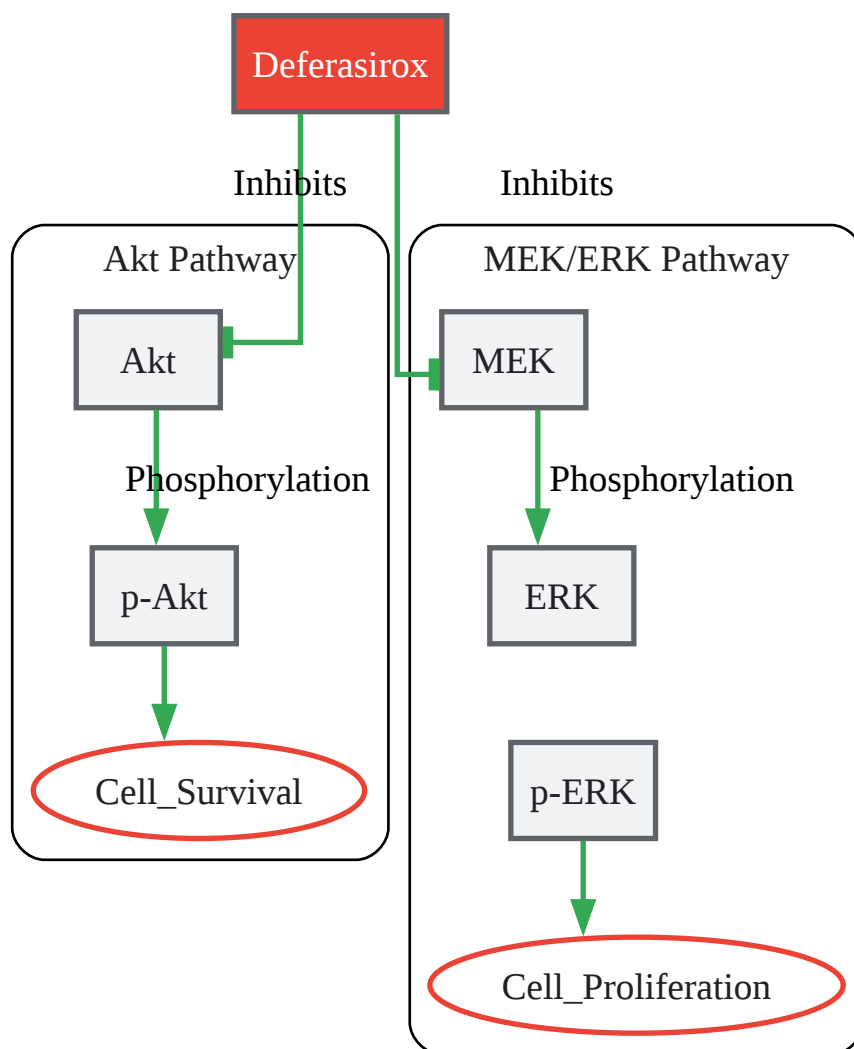 Deferasirox
Inhibits
Inhibits
Akt Pathway
MEK/ERK Pathway
Akt
MEK
Phosphorylation
Phosphorylation
p-Akt
ERK
Cell_Survival
p-ERK
Cell_Proliferation